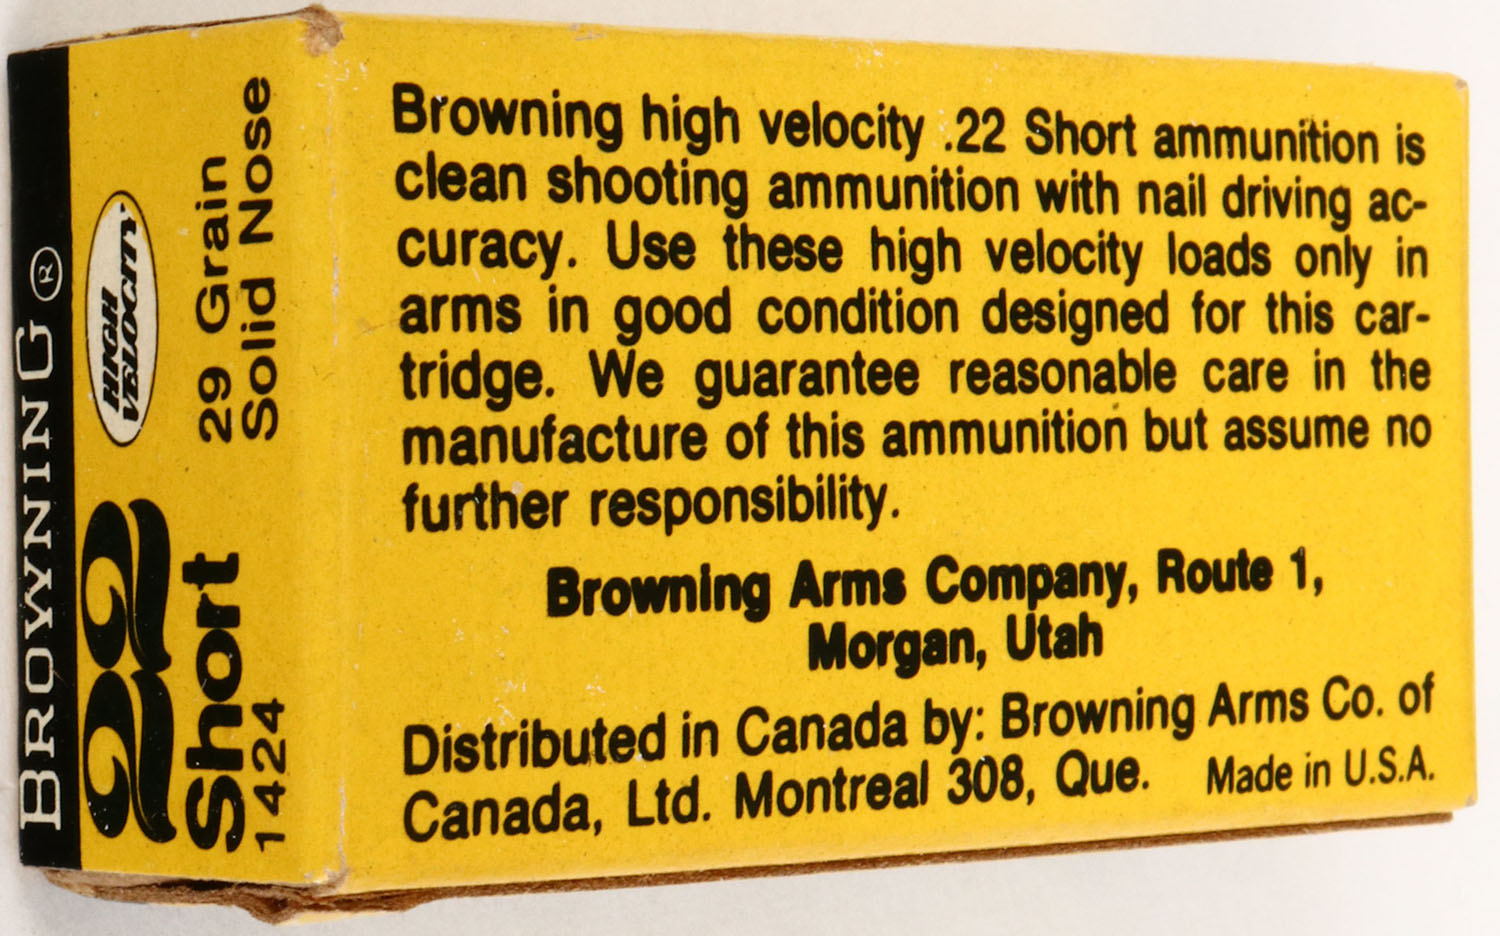 BROWNING®
22
Short
1424
HIGH
VELOCITY
29 Grain
Solid Nose
Browning high velocity .22 Short ammunition is
clean shooting ammunition with nail driving ac-
curacy. Use these high velocity loads only in
arms in good condition designed for this car-
tridge. We guarantee reasonable care in the
manufacture of this ammunition but assume no
further responsibility.
Browning Arms Company, Route 1,
Morgan, Utah
Distributed in Canada by: Browning Arms Co. of
Canada, Ltd. Montreal 308, Que. Made in U.S.A.